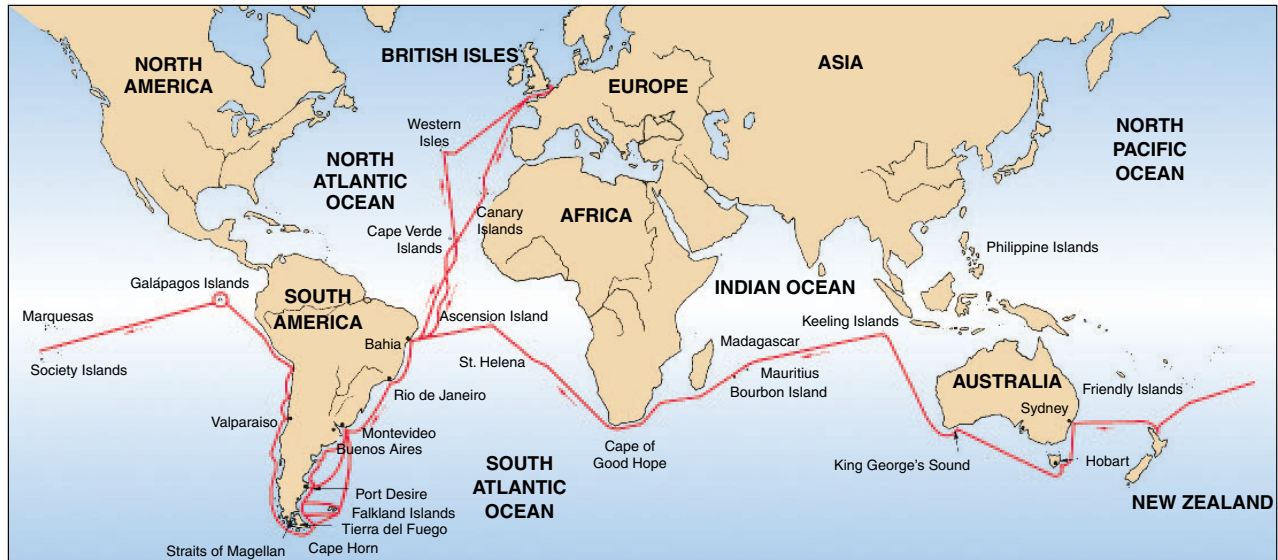 NORTH
AMERICA
BRITISH ISLES
EUROPE
ASIA
Western
Isles
NORTH
PACIFIC
OCEAN
NORTH
ATLANTIC
OCEAN
Canary
Islands
AFRICA
Cape Verde
Islands
Philippine Islands
Galápagos Islands
SOUTH
AMERICA
INDIAN OCEAN
Marquesas
Ascension Island
Keeling Islands
Bahia
Madagascar
Society Islands
St. Helena
Mauritius
Bourbon Island
AUSTRALIA
Friendly Islands
Rio de Janeiro
Sydney
Valparaiso
Montevideo
Buenos Aires
Cape of
Good Hope
King George's Sound
Hobart
SOUTH
ATLANTIC
OCEAN
Port Desire
Falkland Islands
Tierra del Fuego
NEW ZEALAND
Straits of Magellan
Cape Horn